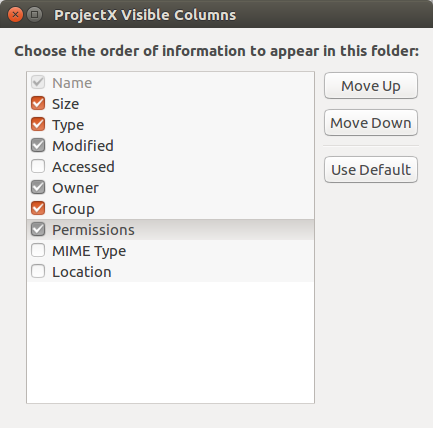 ProjectX Visible Columns
Choose the order of information to appear in this folder:
Name
Size
Type
Modified
Accessed
Owner
Group
Permissions
MIME Type
Location
Move Up
Move Down
Use Default